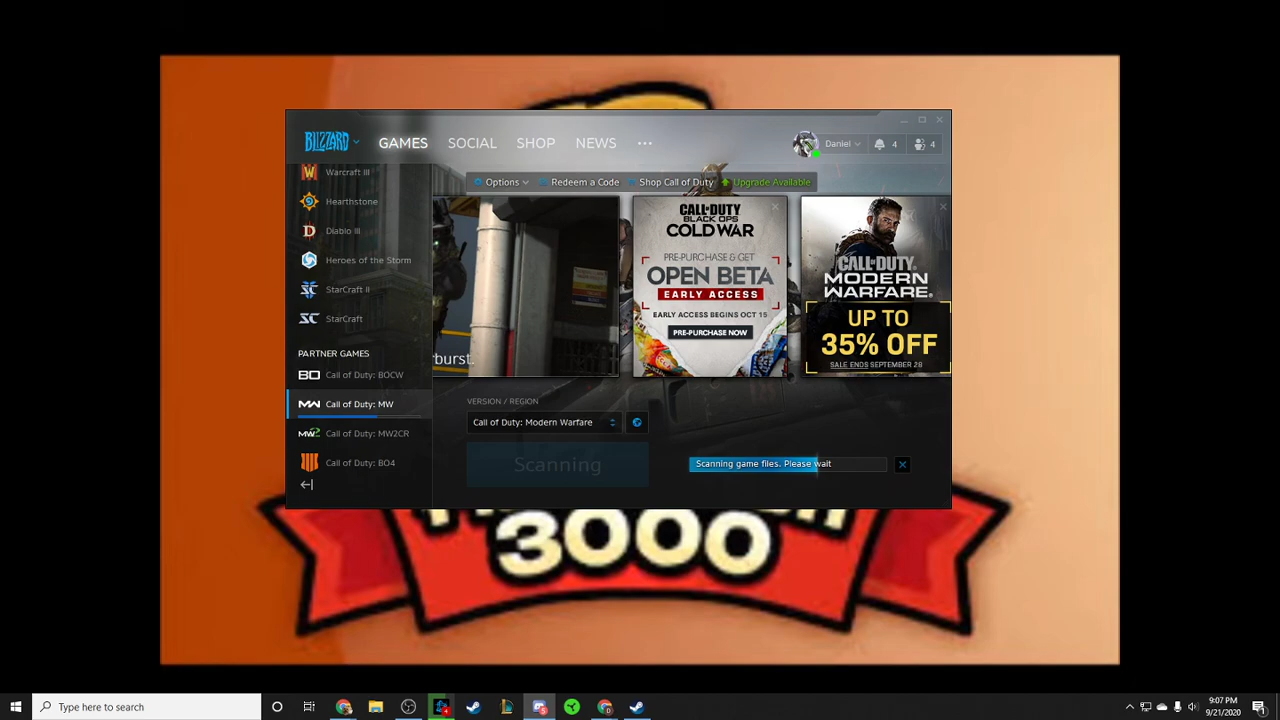 BLIZZARD
GAMES SOCIAL SHOP NEWS
Daniel 4 4
Warcraft III
Hearthstone
Diablo III
Heroes of the Storm
StarCraft II
StarCraft
PARTNER GAMES
Call of Duty: BOCW
Call of Duty: MW
Call of Duty: MW2CR
Call of Duty: BO4
Options Redeem a Code Shop Call of Duty Upgrade Available
rburst.
CALL OF DUTY
BLACK OPS
COLD WAR
PRE-PURCHASE & GET
OPEN BETA
EARLY ACCESS
EARLY ACCESS BEGINS OCT 15
PRE-PURCHASE NOW
CALL OF DUTY
MODERN
WARFARE
UP TO
35% OFF
SALE ENDS SEPTEMBER 28
VERSION / REGION
Call of Duty: Modern Warfare
Scanning
Scanning game files. Please wait
3000
Type here to search
9:07 PM
9/21/2020